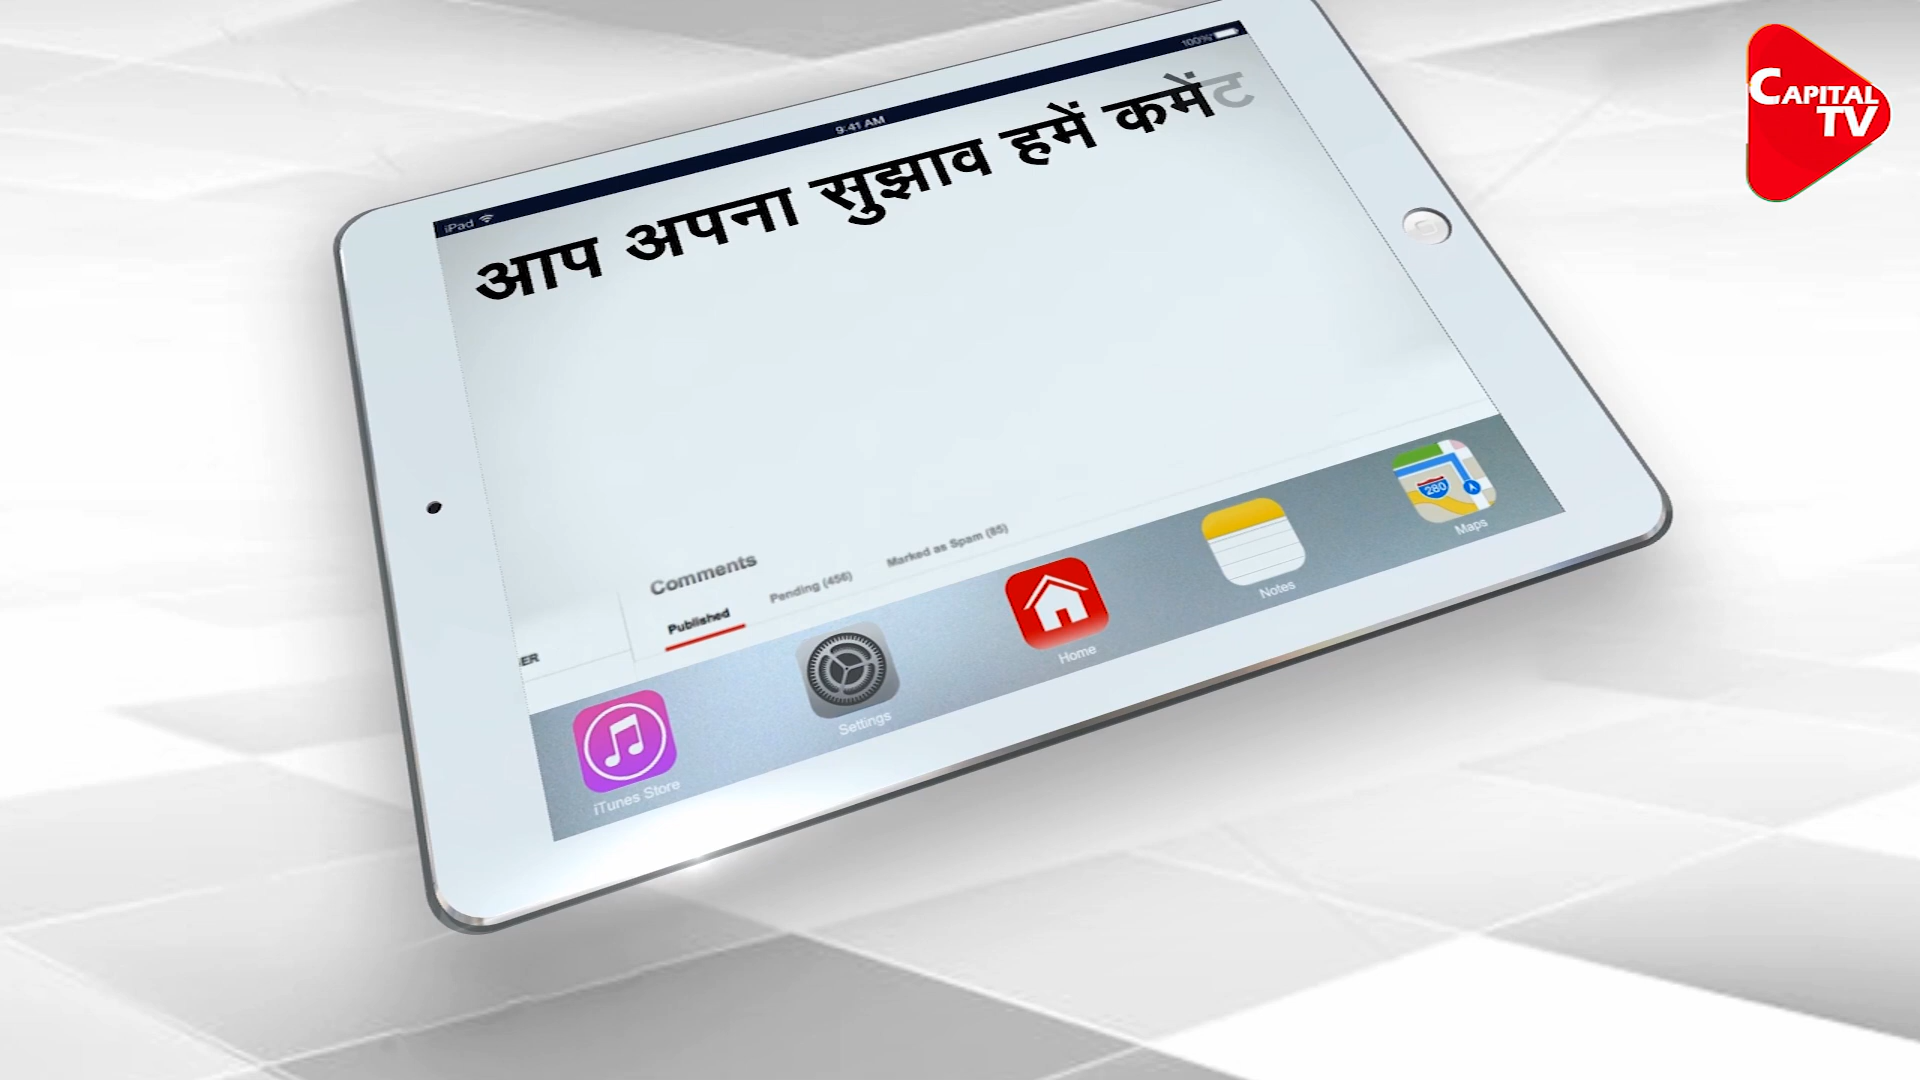 CAPITAL
TV
iPad
9:41 AM
100%
आप अपना सुझाव हमें कमेंट
Comments
Published
Pending (456)
Marked as Spam (85)
ER
iTunes Store
Settings
Home
Notes
Maps
280